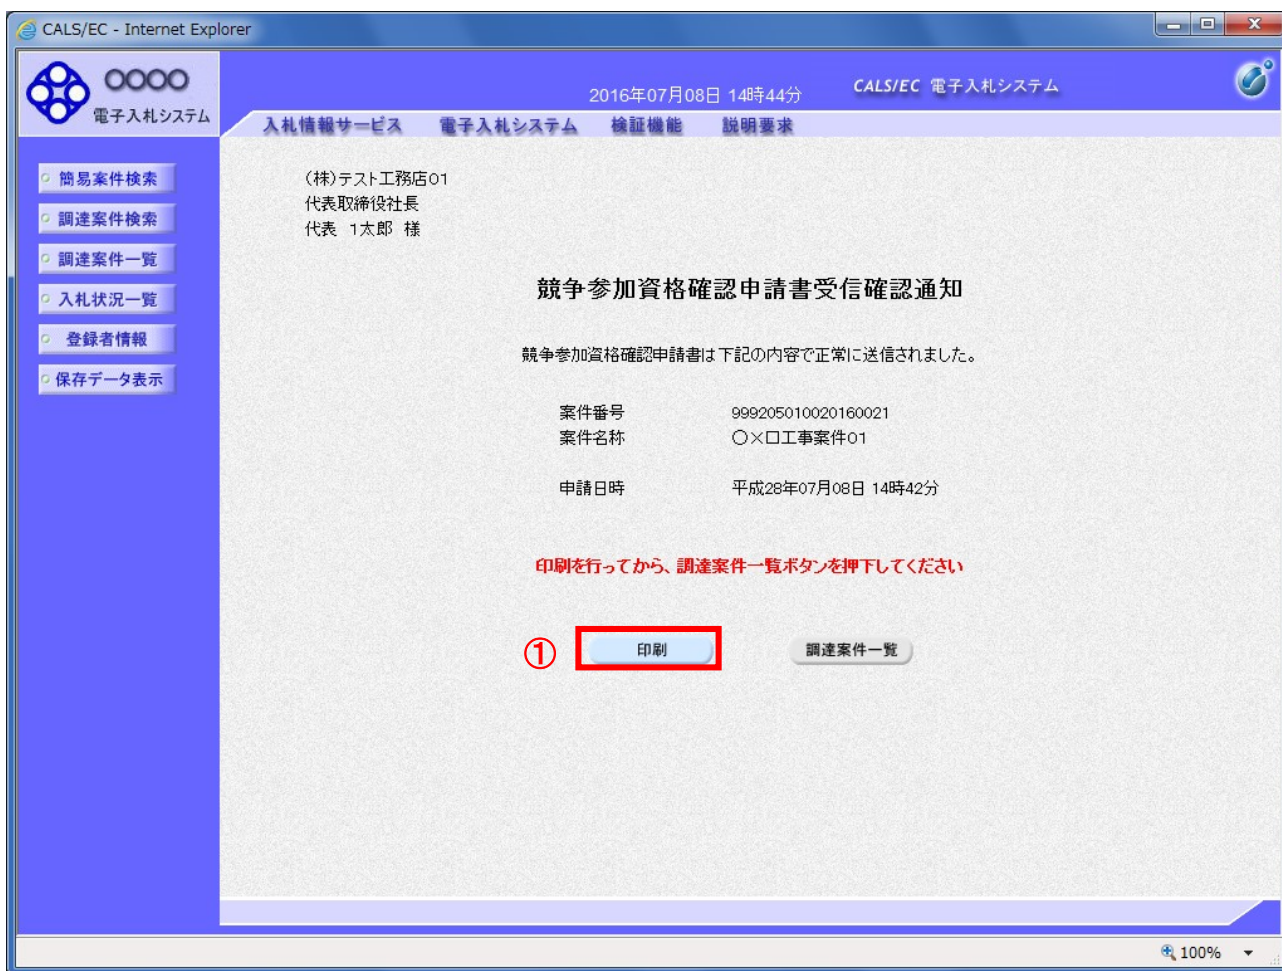 CALS/EC - Internet Explorer
○○○○
電子入札システム
2016年07月08日 14時44分
CALS/EC 電子入札システム
入札情報サービス 電子入札システム 検証機能 説明要求
簡易案件検索
調達案件検索
調達案件一覧
入札状況一覧
登録者情報
保存データ表示
(株)テスト工務店01
代表取締役社長
代表 1太郎 様
競争参加資格確認申請書受信確認通知
競争参加資格確認申請書は下記の内容で正常に送信されました。
案件番号 999205010020160021
案件名称 〇×口工事案件01
申請日時 平成28年07月08日 14時42分
印刷を行ってから、調達案件一覧ボタンを押下してください
① 印刷 調達案件一覧
100%